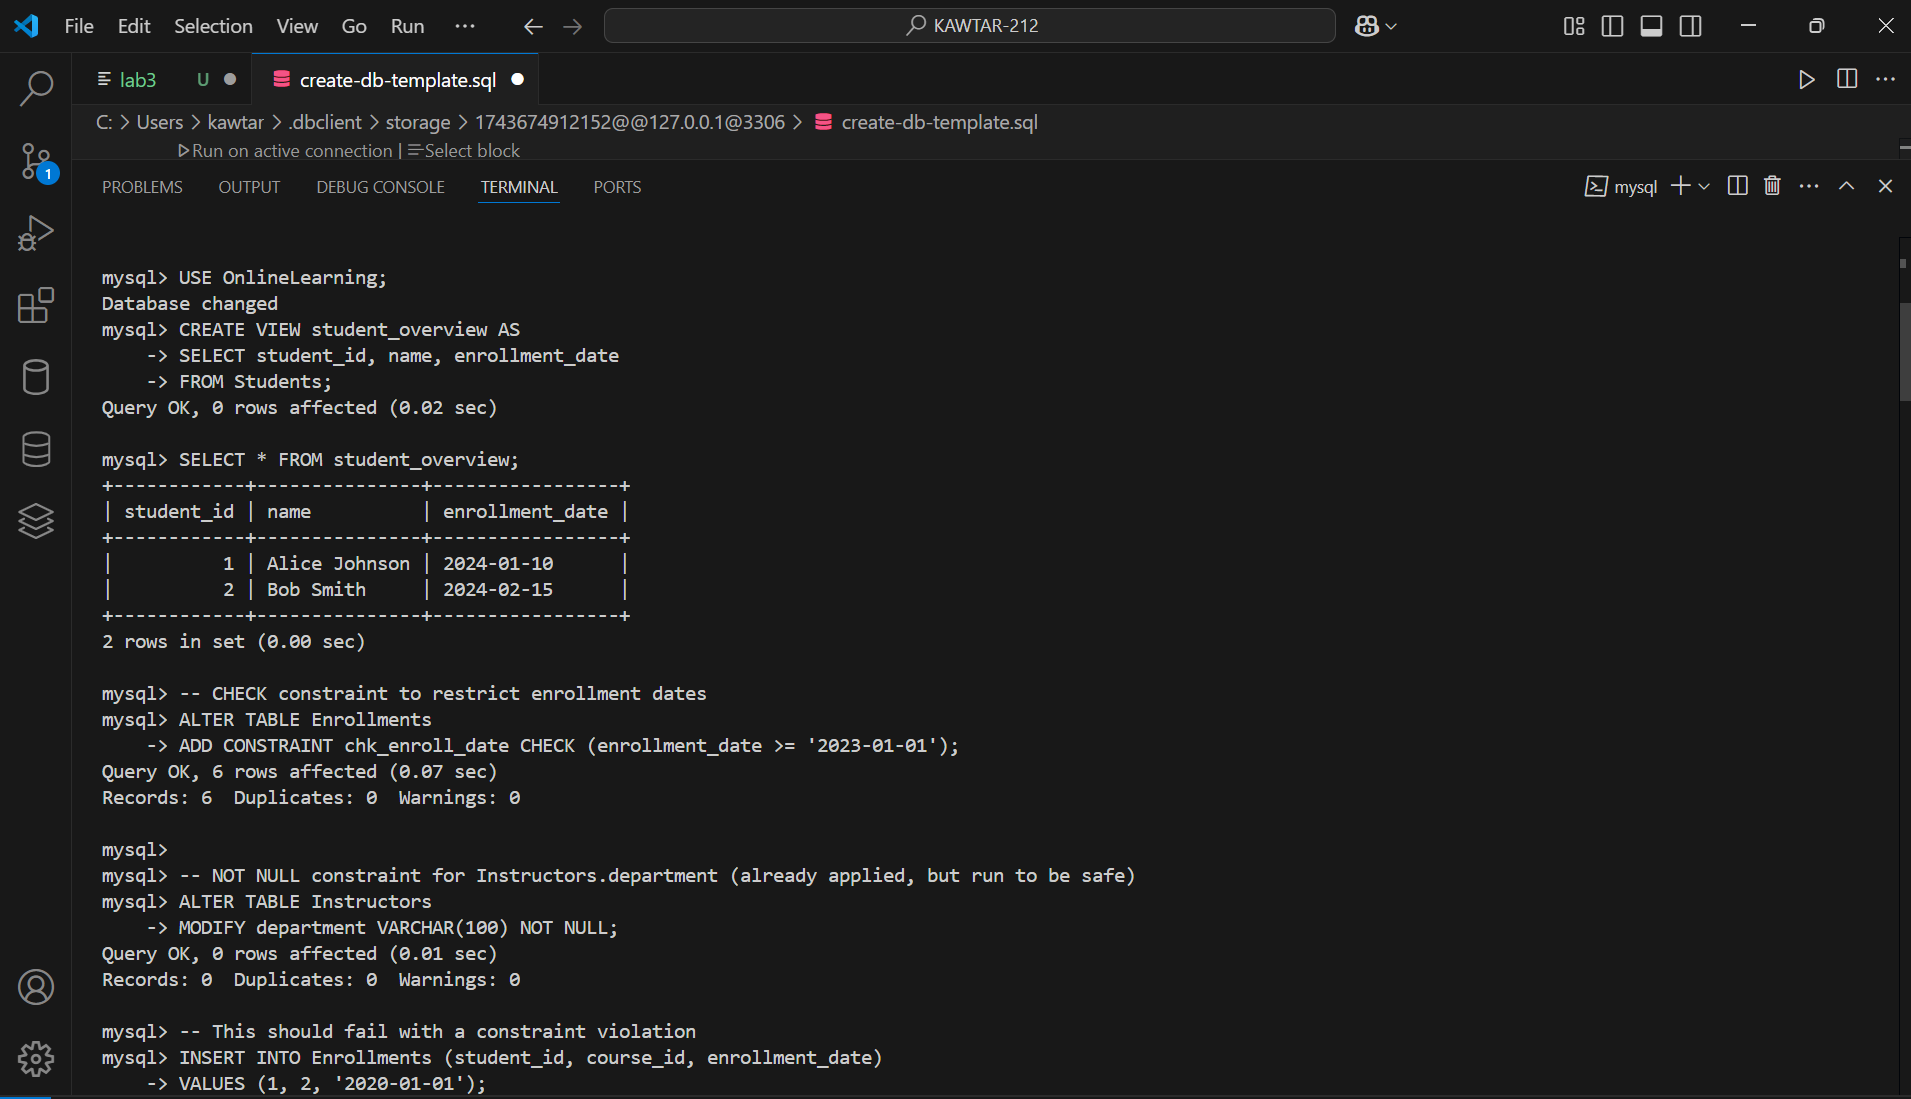 File Edit Selection View Go Run ··· KAWTAR-212
lab3 U create-db-template.sql
C: > Users > kawtar > .dbclient > storage > 1743674912152@@127.0.0.1@3306 > create-db-template.sql
Run on active connection | Select block
1
PROBLEMS OUTPUT DEBUG CONSOLE TERMINAL PORTS mysql
mysql> USE OnlineLearning;
Database changed
mysql> CREATE VIEW student_overview AS
    -> SELECT student_id, name, enrollment_date
    -> FROM Students;
Query OK, 0 rows affected (0.02 sec)
mysql> SELECT * FROM student_overview;
+------------+---------------+-----------------+
| student_id | name          | enrollment_date |
+------------+---------------+-----------------+
|          1 | Alice Johnson | 2024-01-10      |
|          2 | Bob Smith     | 2024-02-15      |
+------------+---------------+-----------------+
2 rows in set (0.00 sec)
mysql> -- CHECK constraint to restrict enrollment dates
mysql> ALTER TABLE Enrollments
    -> ADD CONSTRAINT chk_enroll_date CHECK (enrollment_date >= '2023-01-01');
Query OK, 6 rows affected (0.07 sec)
Records: 6  Duplicates: 0  Warnings: 0
mysql>
mysql> -- NOT NULL constraint for Instructors.department (already applied, but run to be safe)
mysql> ALTER TABLE Instructors
    -> MODIFY department VARCHAR(100) NOT NULL;
Query OK, 0 rows affected (0.01 sec)
Records: 0  Duplicates: 0  Warnings: 0
mysql> -- This should fail with a constraint violation
mysql> INSERT INTO Enrollments (student_id, course_id, enrollment_date)
    -> VALUES (1, 2, '2020-01-01');